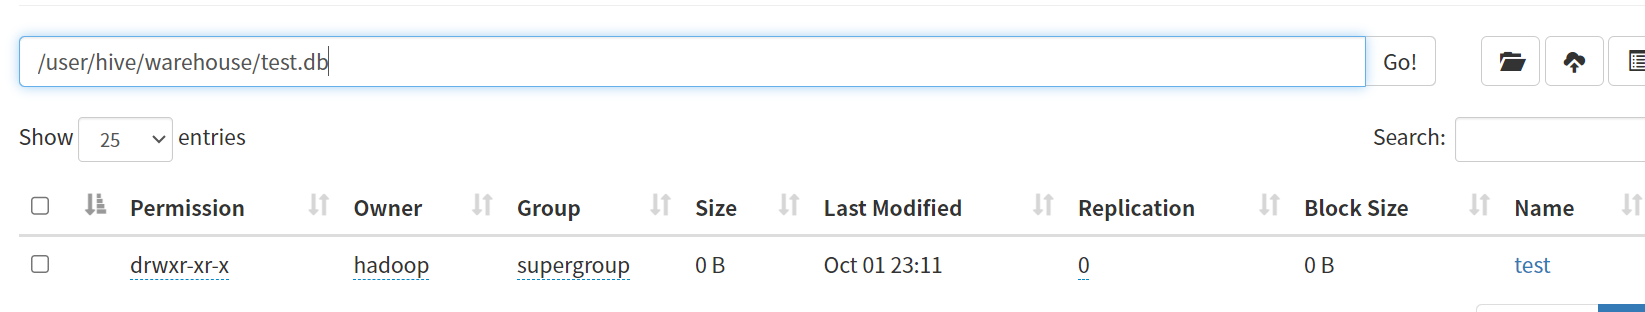 /user/hive/warehouse/test.db Go!
Show 25 entries Search:
Permission Owner Group Size Last Modified Replication Block Size Name
drwxr-xr-x hadoop supergroup 0 B Oct 01 23:11 0 0 B test